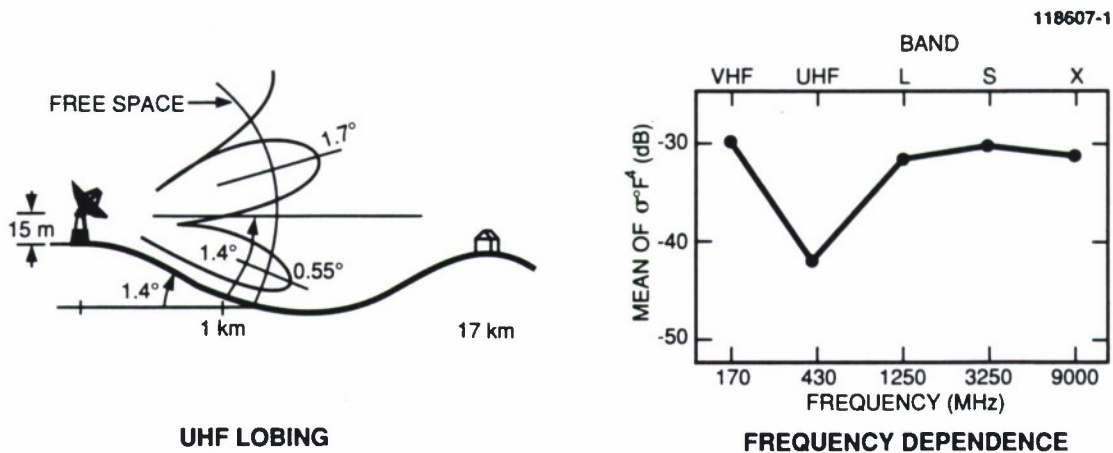 118607-1
FREE SPACE
1.7°
15 m
1.4°
0.55°
1.4°
1 km
17 km
UHF LOBING
BAND
VHF UHF L S X
MEAN OF σ°F⁴ (dB)
-30
-40
-50
170 430 1250 3250 9000
FREQUENCY (MHz)
FREQUENCY DEPENDENCE